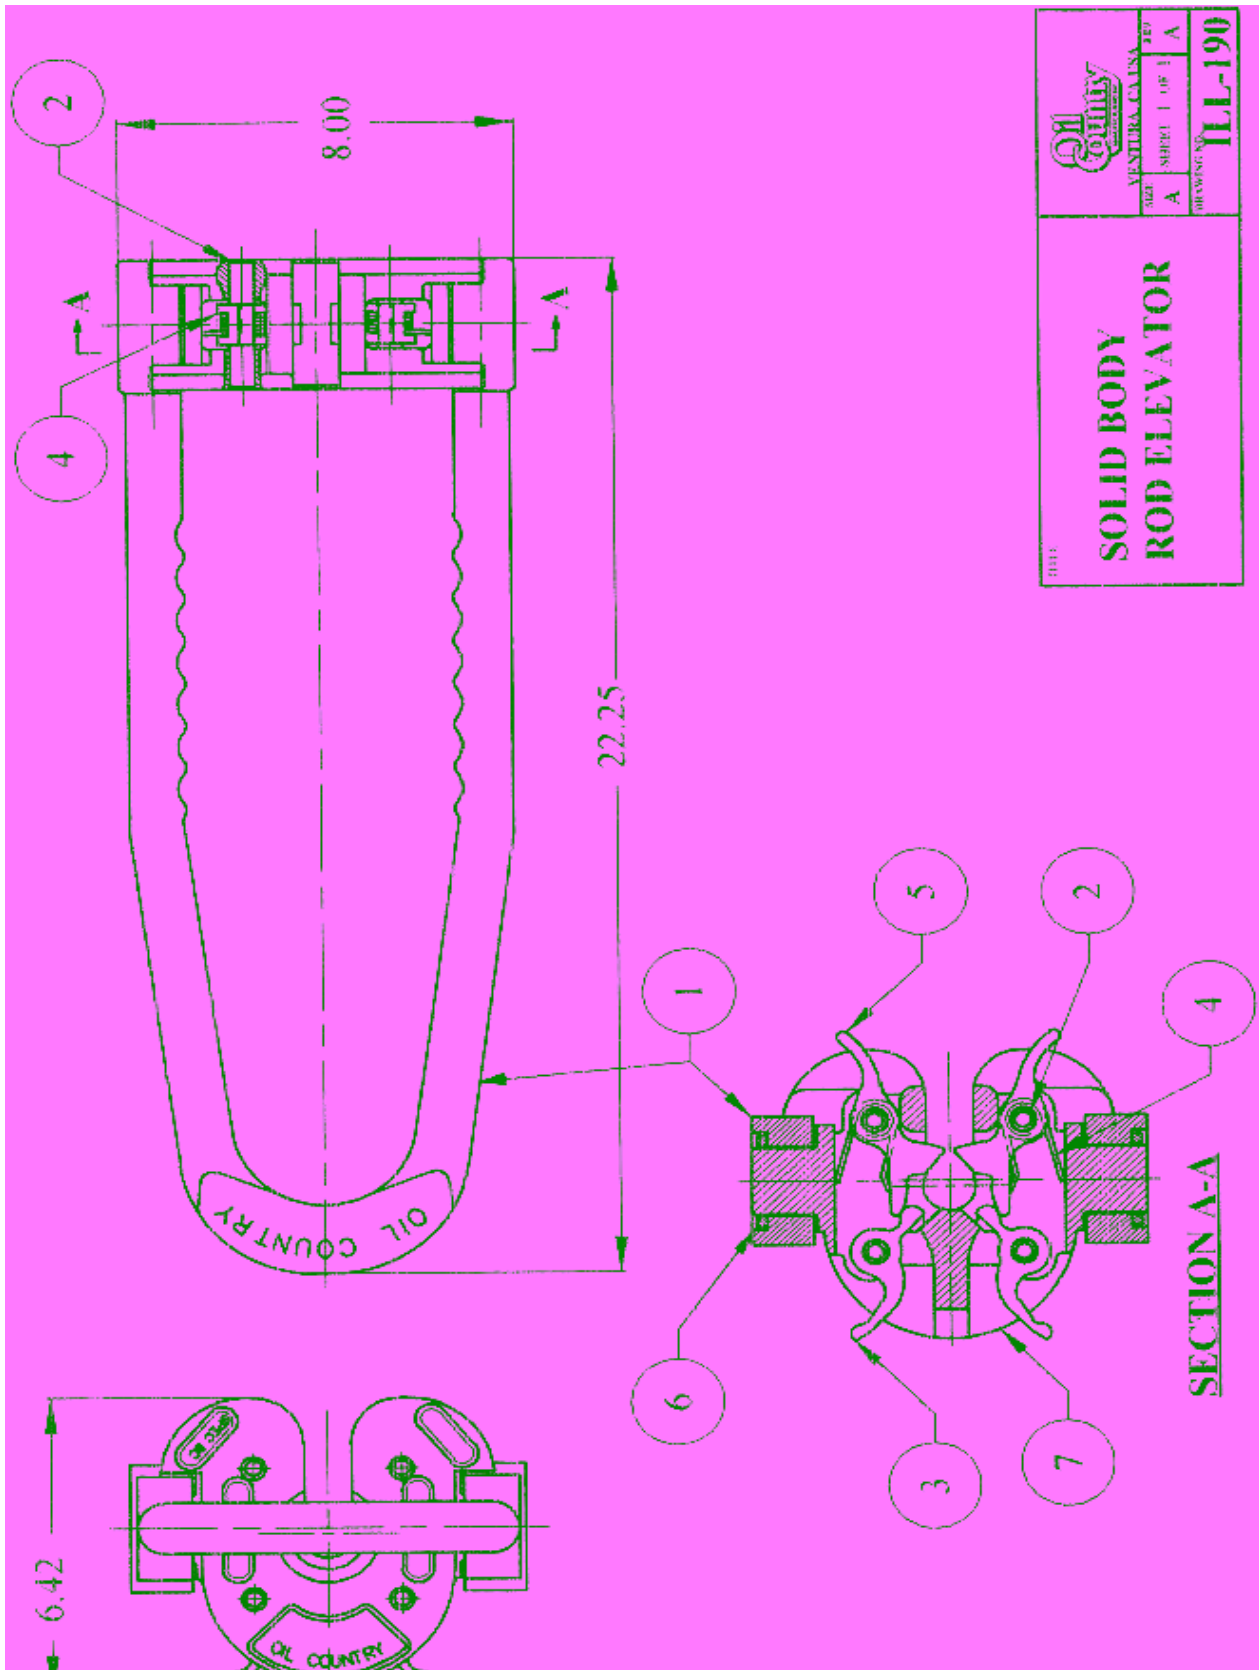 2
8.00
A
A
4
22.25
OIL COUNTRY
6.42
OIL COUNTRY
1
5
2
4
6
3
7
SECTION A-A
TITLE
SOLID BODY
ROD ELEVATOR
Oil
Country
VENTURA, CA USA
SIZE
A
SHEET 1 OF 1
REV
A
DRAWING NO.
ILL-190